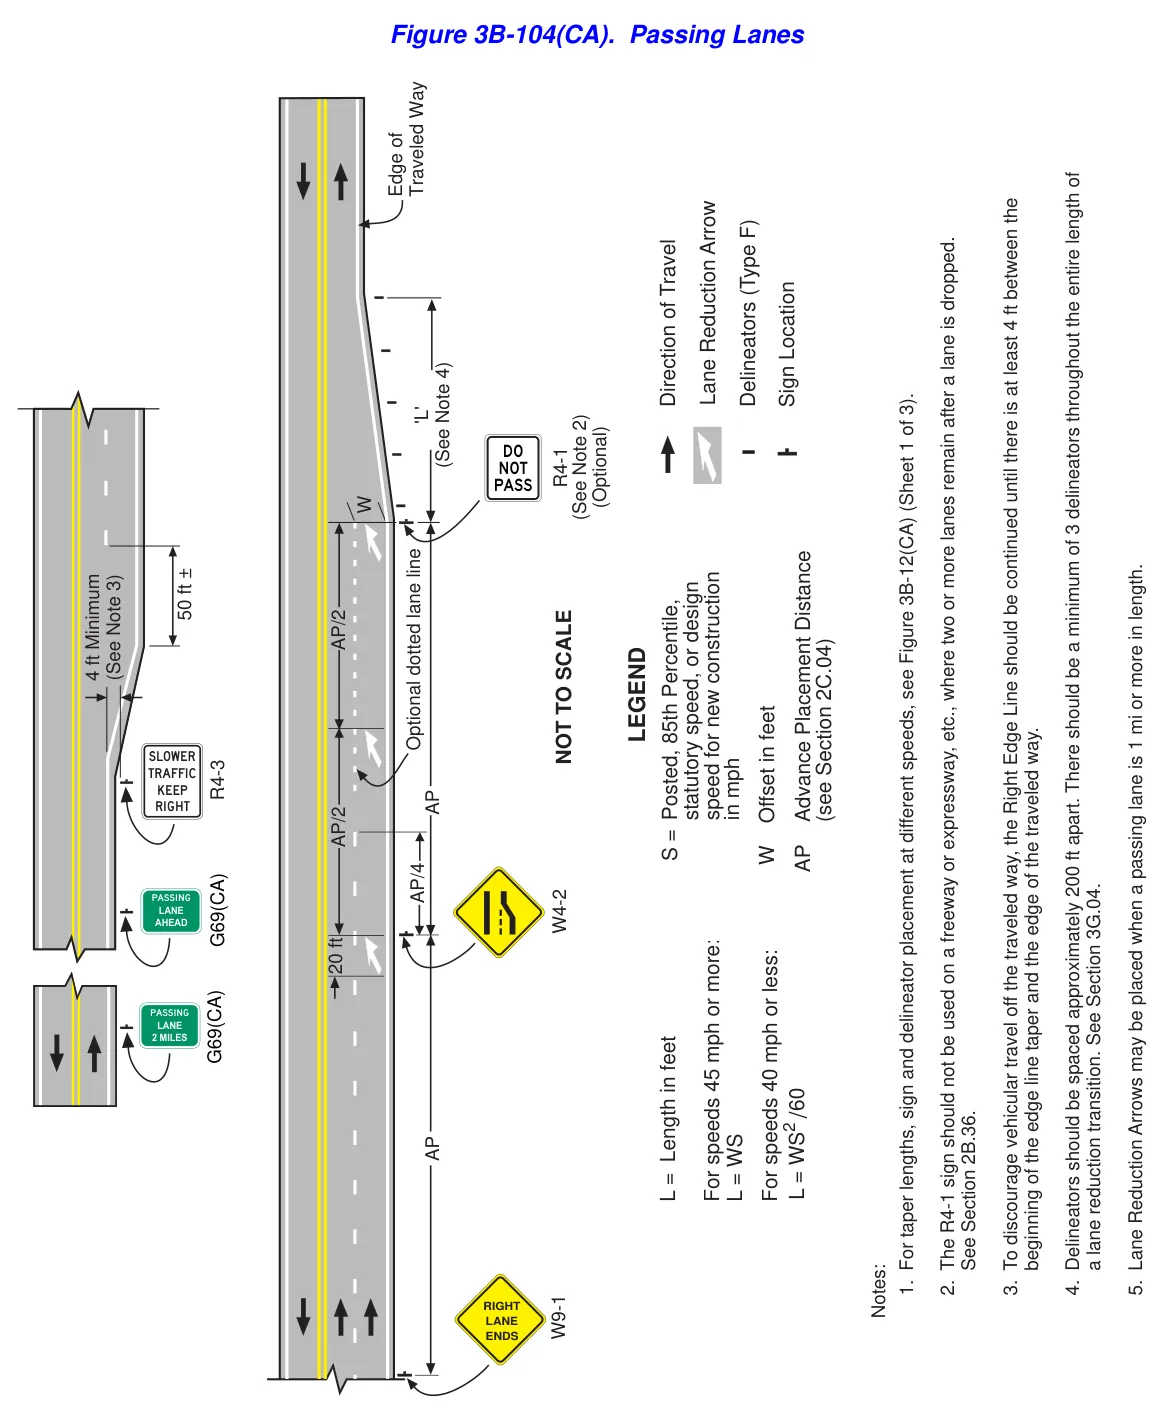 Figure 3B-104(CA).  Passing Lanes
4 ft Minimum
(See Note 3)
50 ft ±
SLOWER
TRAFFIC
KEEP
RIGHT
R4-3
PASSING
LANE
AHEAD
G69(CA)
PASSING
LANE
2 MILES
G69(CA)
Edge of
Traveled Way
'L'
(See Note 4)
W
DO
NOT
PASS
R4-1
(See Note 2)
(Optional)
AP/2
AP/2
Optional dotted lane line
AP
AP/4
20 ft
W4-2
AP
RIGHT
LANE
ENDS
W9-1
NOT TO SCALE
LEGEND
L = Length in feet
For speeds 45 mph or more:
L = WS
For speeds 40 mph or less:
L = WS2 /60
S = Posted, 85th Percentile,
statutory speed, or design
speed for new construction
in mph
W Offset in feet
AP Advance Placement Distance
(see Section 2C.04)
Direction of Travel
Lane Reduction Arrow
Delineators (Type F)
Sign Location
Notes:
1. For taper lengths, sign and delineator placement at different speeds, see Figure 3B-12(CA) (Sheet 1 of 3).
2. The R4-1 sign should not be used on a freeway or expressway, etc., where two or more lanes remain after a lane is dropped.
See Section 2B.36.
3. To discourage vehicular travel off the traveled way, the Right Edge Line should be continued until there is at least 4 ft between the
beginning of the edge line taper and the edge of the traveled way.
4. Delineators should be spaced approximately 200 ft apart. There should be a minimum of 3 delineators throughout the entire length of
a lane reduction transition. See Section 3G.04.
5. Lane Reduction Arrows may be placed when a passing lane is 1 mi or more in length.